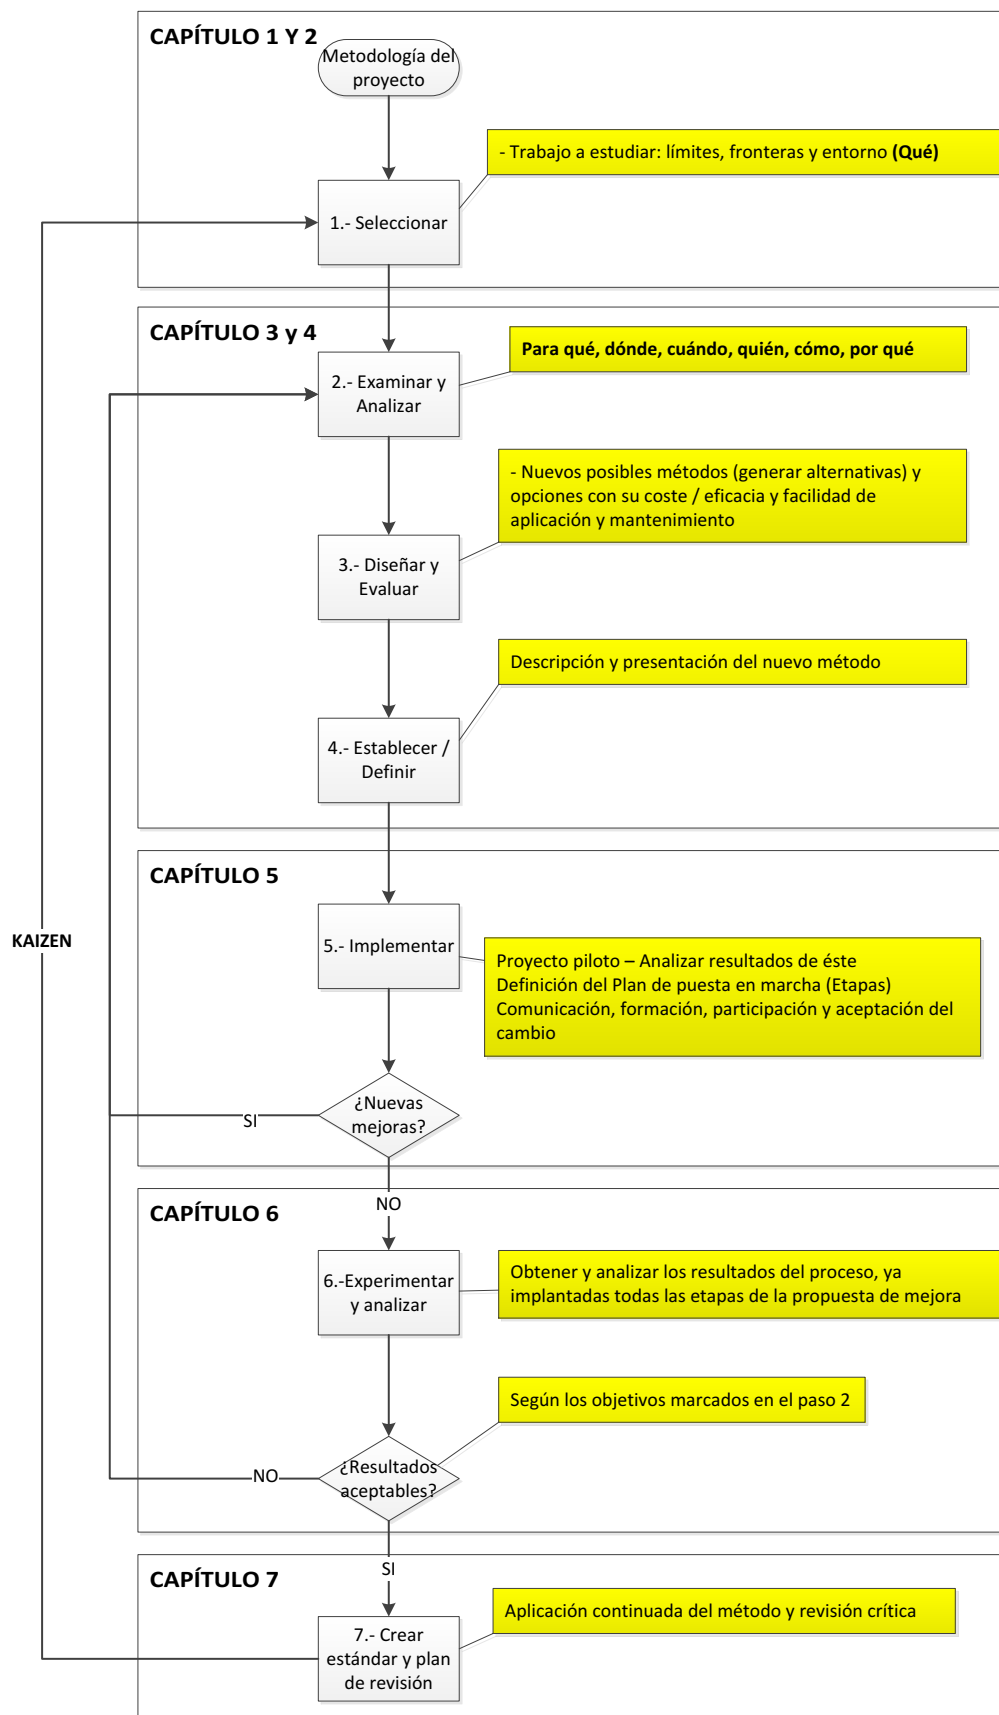 CAPÍTULO 1 Y 2
Metodología del
proyecto
- Trabajo a estudiar: límites, fronteras y entorno (Qué)
1.- Seleccionar
CAPÍTULO 3 y 4
Para qué, dónde, cuándo, quién, cómo, por qué
2.- Examinar y
Analizar
- Nuevos posibles métodos (generar alternativas) y
opciones con su coste / eficacia y facilidad de
aplicación y mantenimiento
3.- Diseñar y
Evaluar
Descripción y presentación del nuevo método
4.- Establecer /
Definir
CAPÍTULO 5
KAIZEN
5.- Implementar
Proyecto piloto – Analizar resultados de éste
Definición del Plan de puesta en marcha (Etapas)
Comunicación, formación, participación y aceptación del
cambio
¿Nuevas
mejoras?
SI
NO
CAPÍTULO 6
6.-Experimentar
y analizar
Obtener y analizar los resultados del proceso, ya
implantadas todas las etapas de la propuesta de mejora
Según los objetivos marcados en el paso 2
¿Resultados
aceptables?
NO
SI
CAPÍTULO 7
Aplicación continuada del método y revisión crítica
7.- Crear
estándar y plan
de revisión